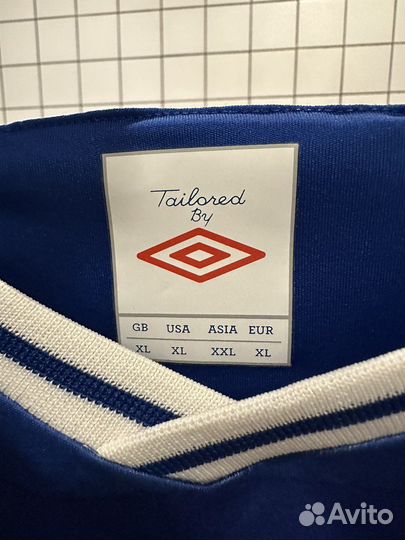 Tailored
By
GB USA ASIA EUR
XL XL XXL XL
Avito